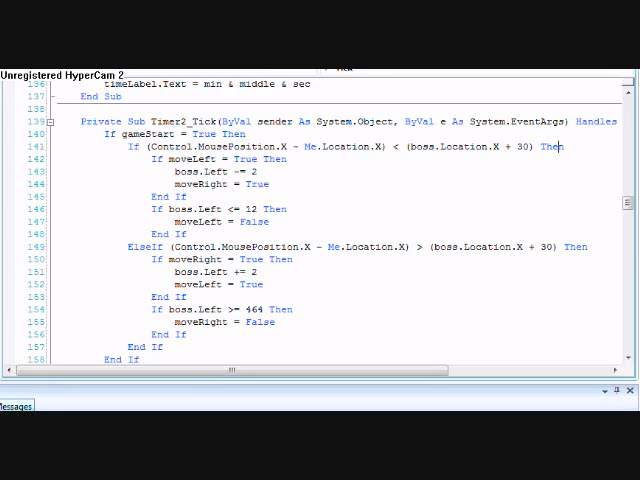 Unregistered HyperCam 2
136 timeLabel.Text = min & middle & sec
137 End Sub
138
139 Private Sub Timer2_Tick(ByVal sender As System.Object, ByVal e As System.EventArgs) Handles
140 If gameStart = True Then
141 If (Control.MousePosition.X - Me.Location.X) < (boss.Location.X + 30) Then
142 If moveLeft = True Then
143 boss.Left -= 2
144 moveRight = True
145 End If
146 If boss.Left <= 12 Then
147 moveLeft = False
148 End If
149 ElseIf (Control.MousePosition.X - Me.Location.X) > (boss.Location.X + 30) Then
150 If moveRight = True Then
151 boss.Left += 2
152 moveLeft = True
153 End If
154 If boss.Left >= 464 Then
155 moveRight = False
156 End If
157 End If
158 End If
Messages